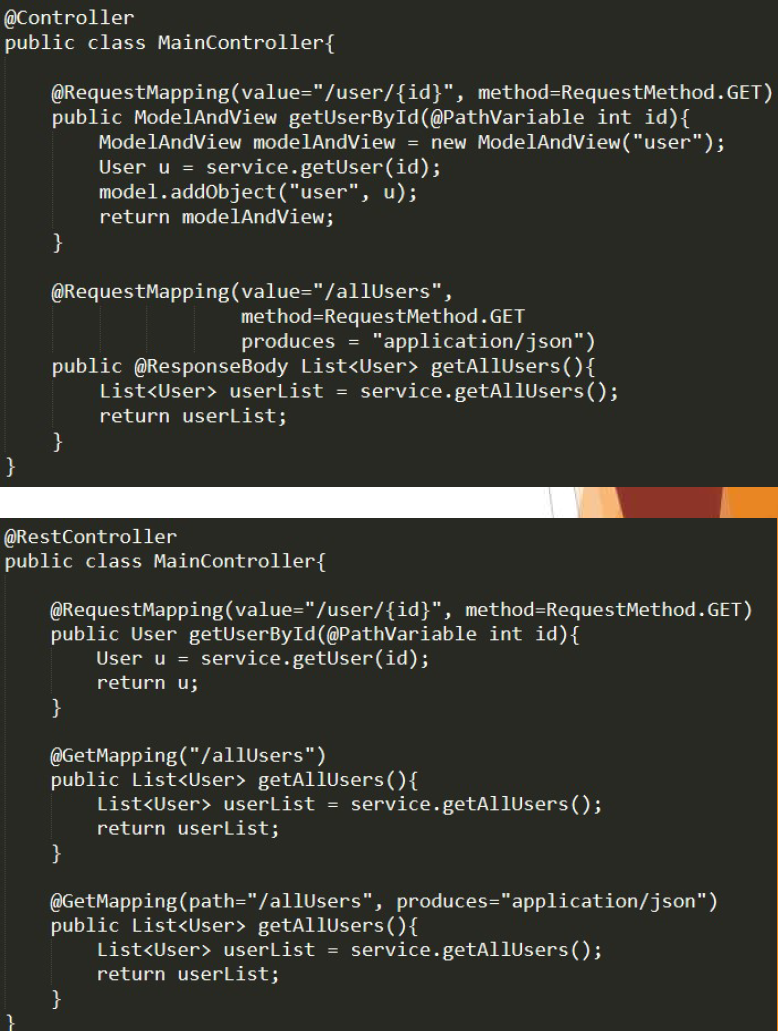 @Controller
public class MainController{
@RequestMapping(value="/user/{id}", method=RequestMethod.GET)
public ModelAndView getUserById(@PathVariable int id){
ModelAndView modelAndView = new ModelAndView("user");
User u = service.getUser(id);
model.addObject("user", u);
return modelAndView;
}
@RequestMapping(value="/allUsers",
method=RequestMethod.GET
produces = "application/json")
public @ResponseBody List<User> getAllUsers(){
List<User> userList = service.getAllUsers();
return userList;
}
}
@RestController
public class MainController{
@RequestMapping(value="/user/{id}", method=RequestMethod.GET)
public User getUserById(@PathVariable int id){
User u = service.getUser(id);
return u;
}
@GetMapping("/allUsers")
public List<User> getAllUsers(){
List<User> userList = service.getAllUsers();
return userList;
}
@GetMapping(path="/allUsers", produces="application/json")
public List<User> getAllUsers(){
List<User> userList = service.getAllUsers();
return userList;
}
}